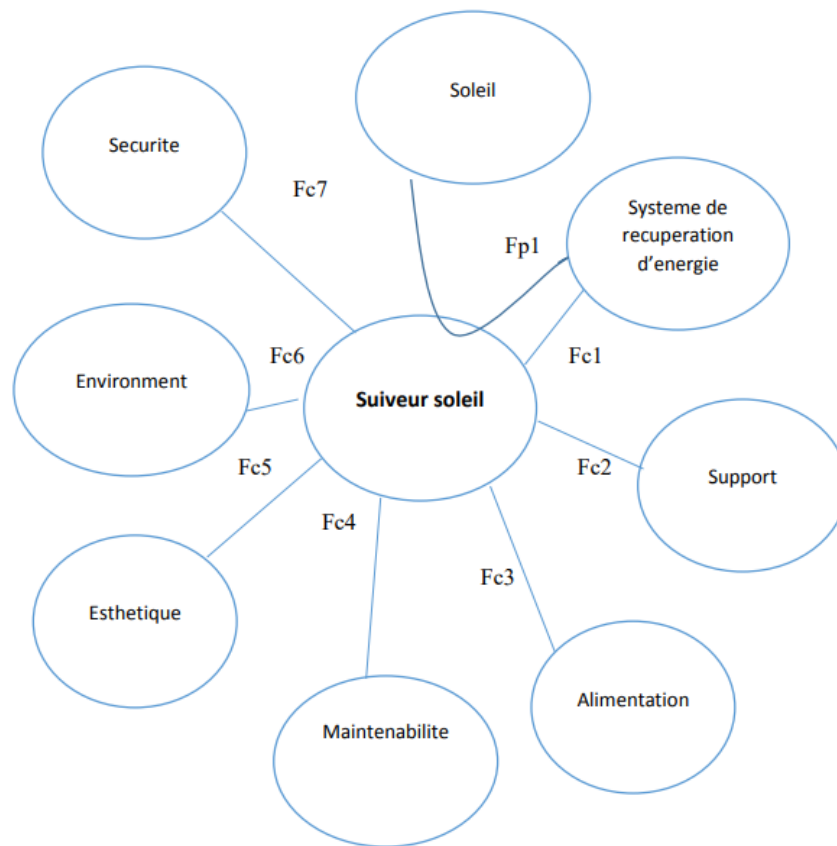 Soleil
Securite
Fc7
Systeme de
recuperation
d'energie
Fp1
Fc6
Fc1
Environment
Suiveur soleil
Fc5
Fc2
Support
Fc4
Fc3
Esthetique
Alimentation
Maintenabilite